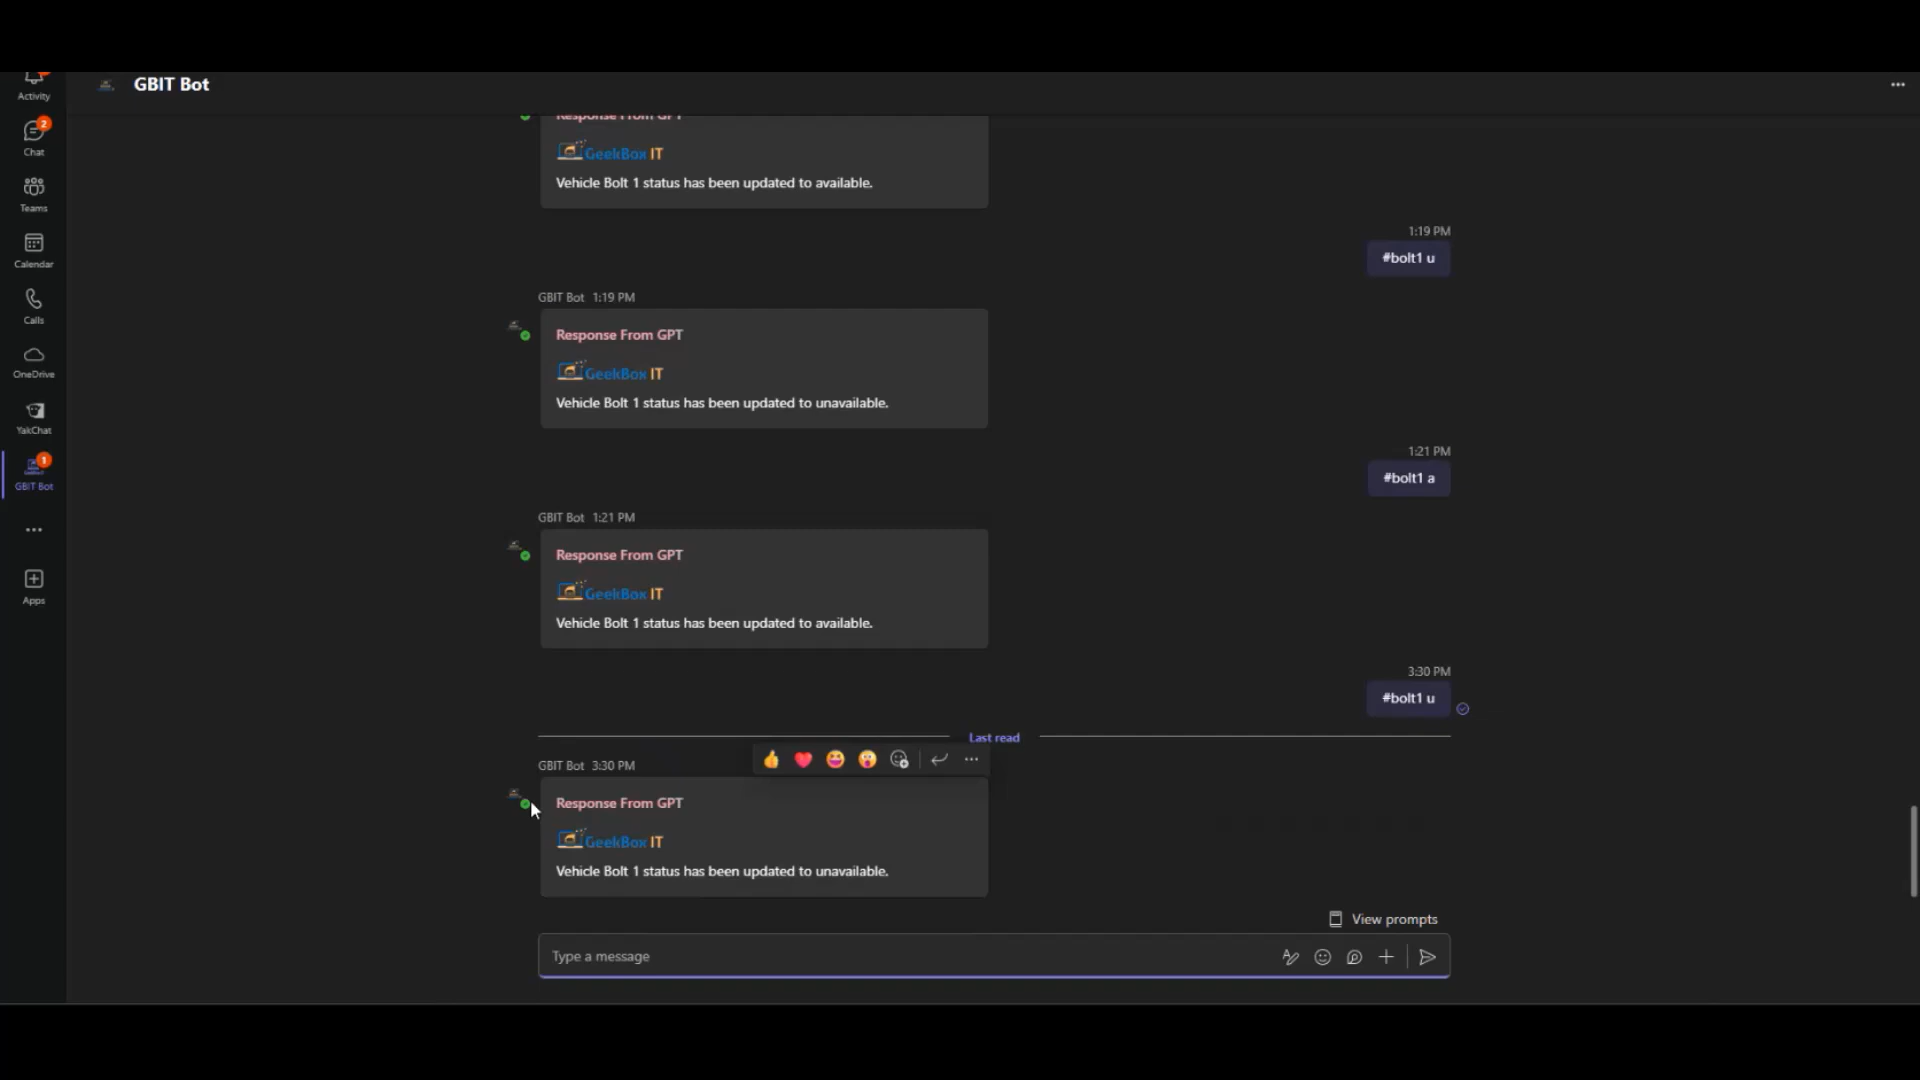 GBIT Bot
Activity
Chat
2
Teams
Calendar
Calls
OneDrive
YakChat
1
GBIT Bot
Apps
Response From GPT
GeekBox IT
Vehicle Bolt 1 status has been updated to available.
1:19 PM
#bolt1 u
GBIT Bot 1:19 PM
Response From GPT
GeekBox IT
Vehicle Bolt 1 status has been updated to unavailable.
1:21 PM
#bolt1 a
GBIT Bot 1:21 PM
Response From GPT
GeekBox IT
Vehicle Bolt 1 status has been updated to available.
3:30 PM
#bolt1 u
Last read
GBIT Bot 3:30 PM
Response From GPT
GeekBox IT
Vehicle Bolt 1 status has been updated to unavailable.
View prompts
Type a message